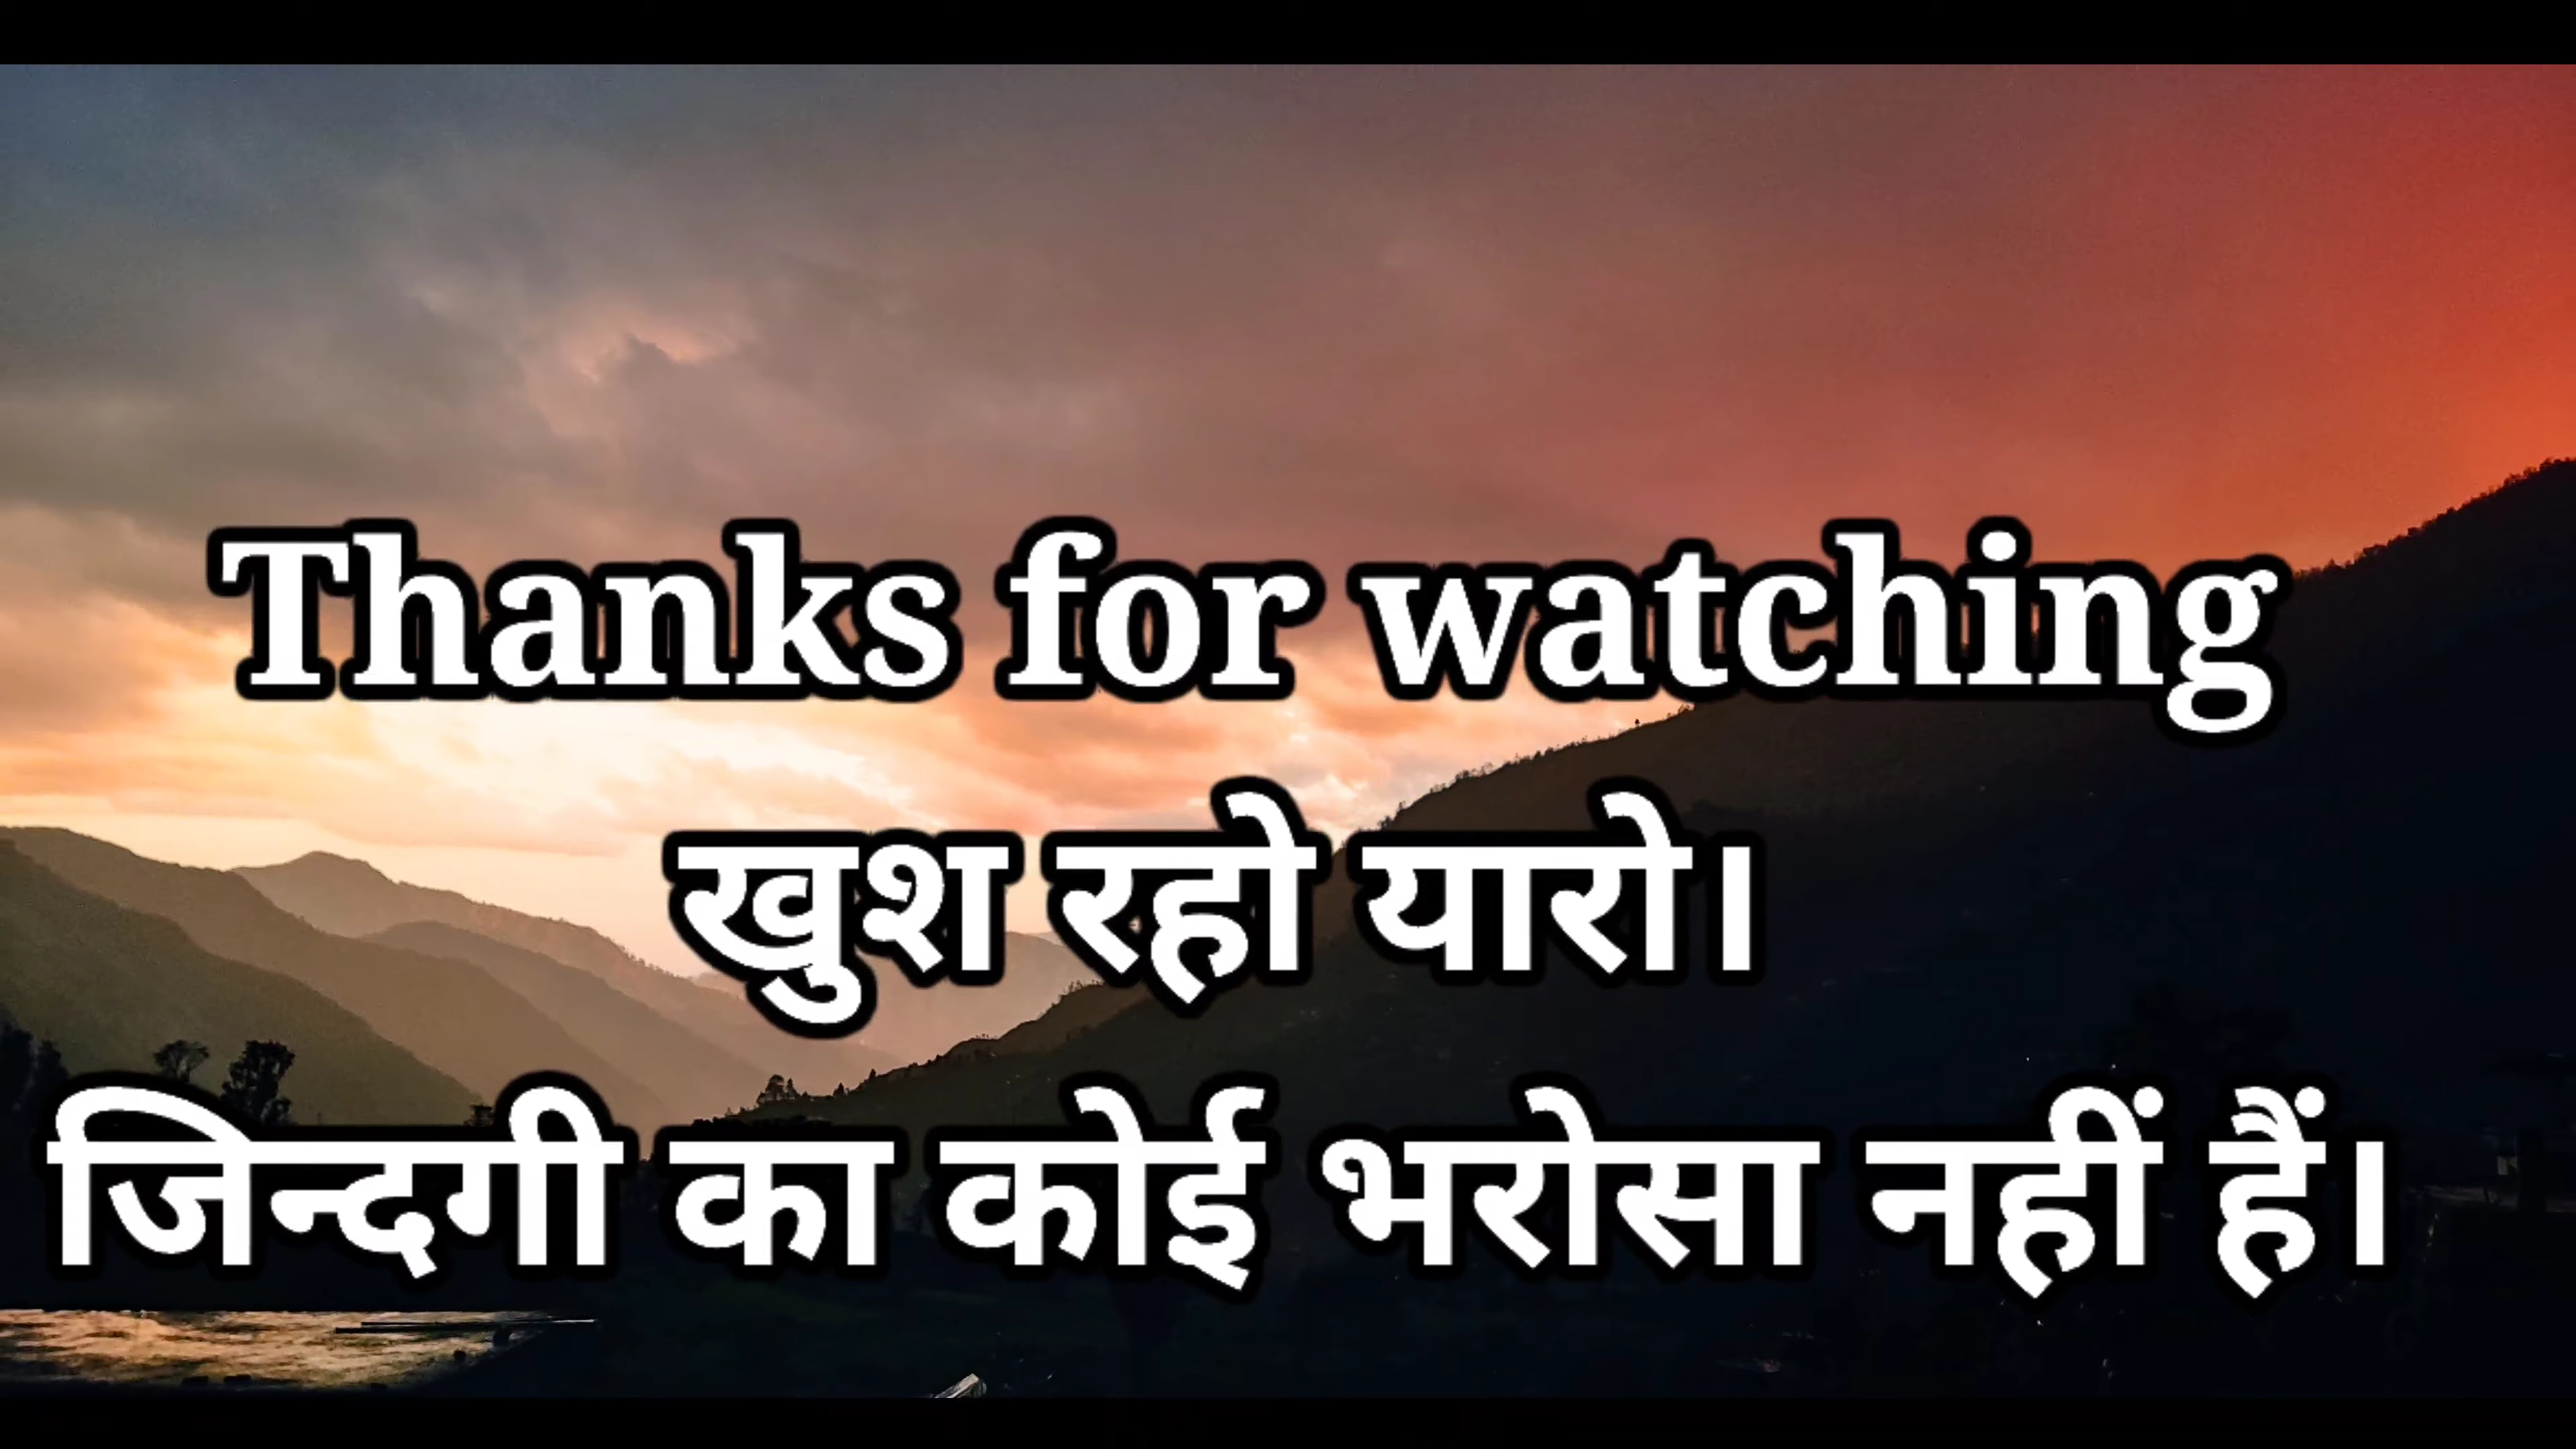 Thanks for watching
खुश रहो यारो।
जिन्दगी का कोई भरोसा नहीं हैं।